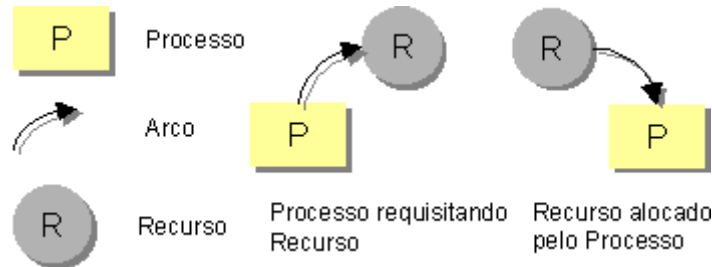 P
Processo
R
R
Arco
P
P
R
Recurso
Processo requisitando
Recurso
Recurso alocado
pelo Processo